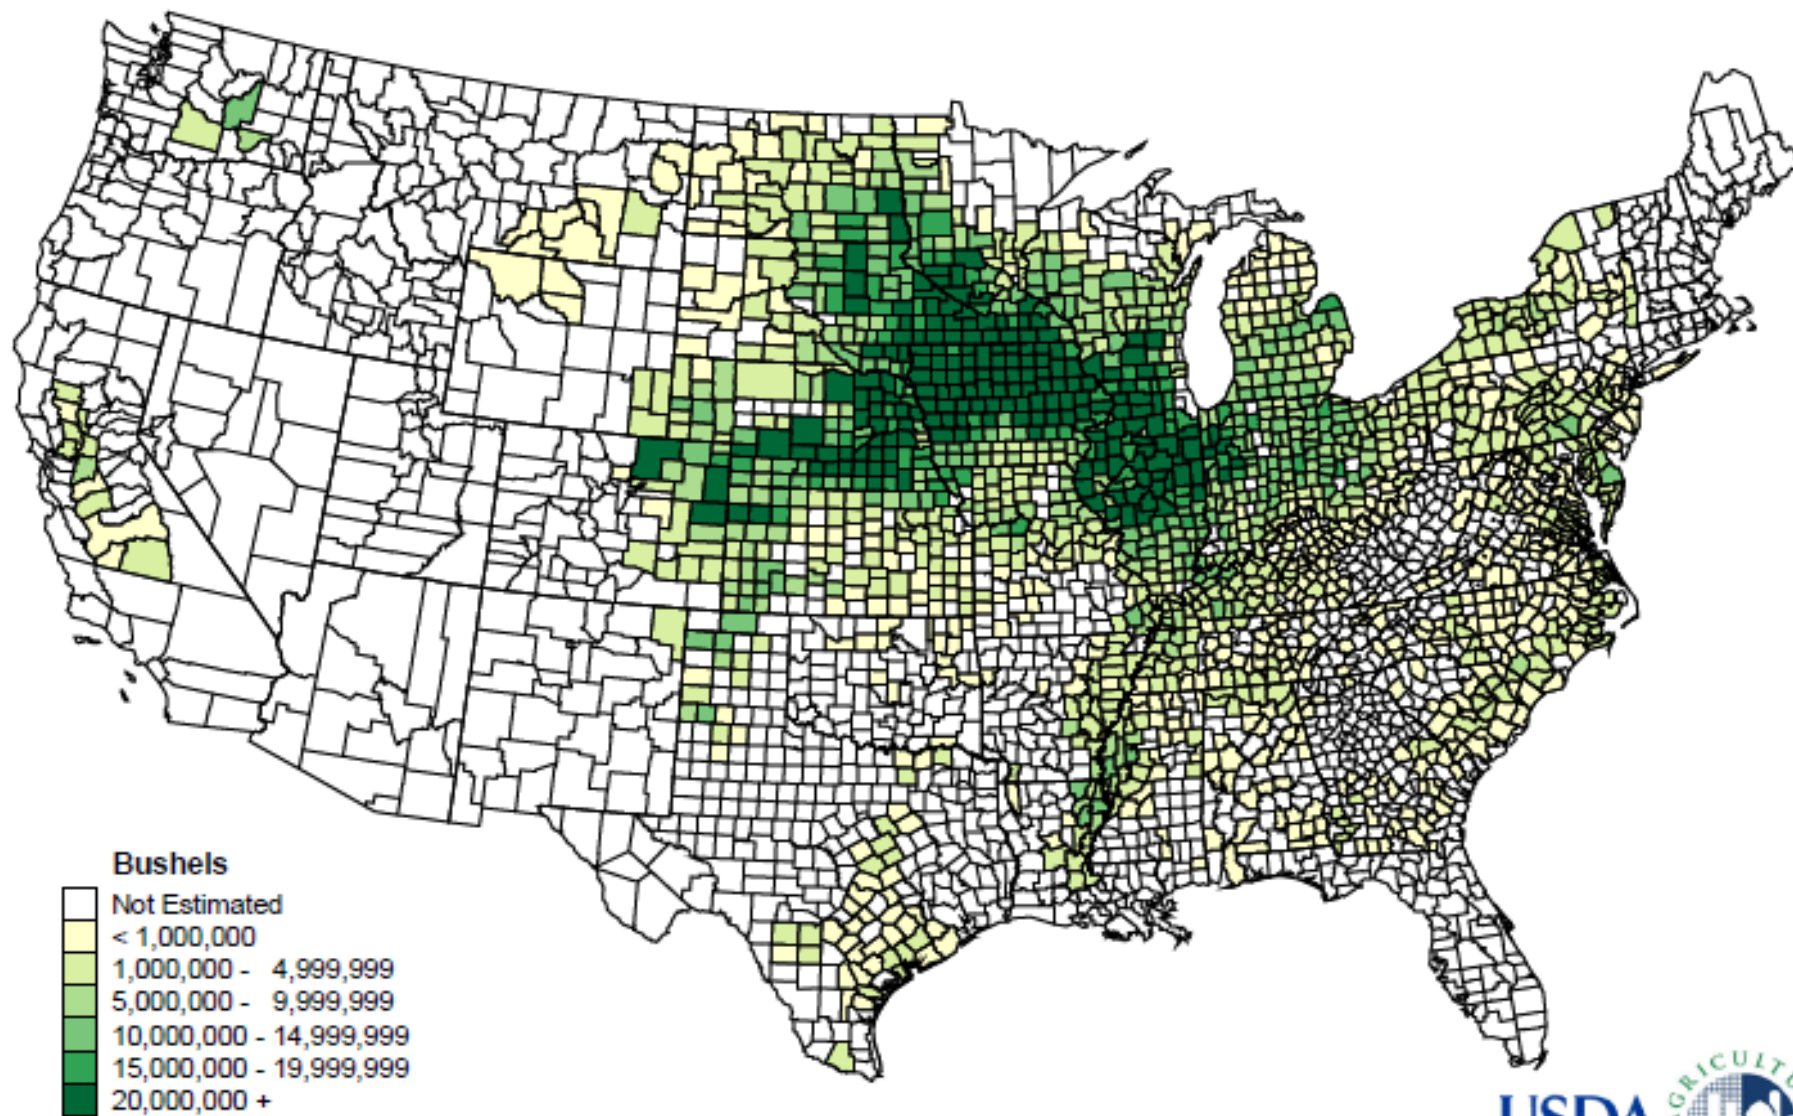 Bushels
Not Estimated
< 1,000,000
1,000,000 - 4,999,999
5,000,000 - 9,999,999
10,000,000 - 14,999,999
15,000,000 - 19,999,999
20,000,000 +
USDA